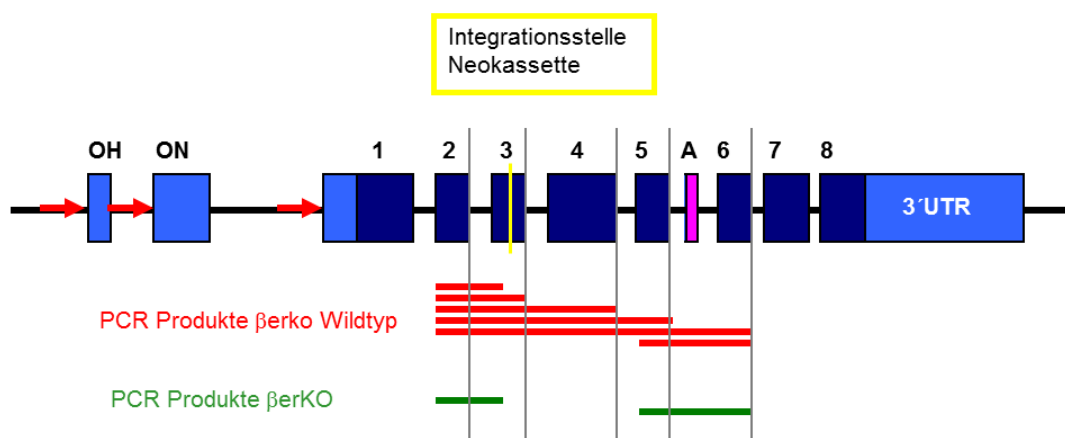 Integrationsstelle
Neokassette
OH ON 1 2 3 4 5 A 6 7 8
3´UTR
PCR Produkte βerko Wildtyp
PCR Produkte βerKO